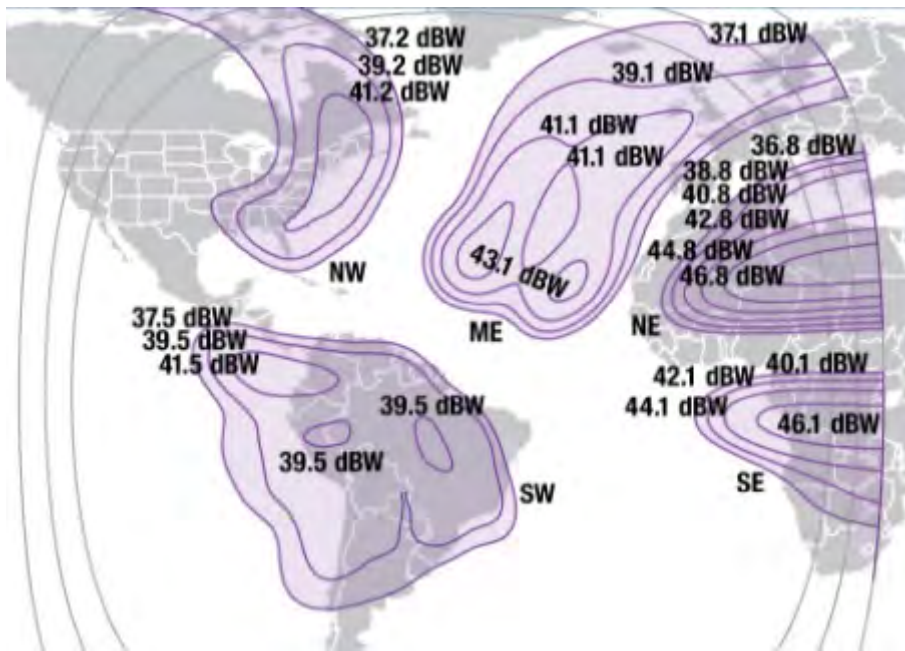 37.2 dBW
39.2 dBW
41.2 dBW
NW
37.1 dBW
39.1 dBW
41.1 dBW
41.1 dBW
43.1 dBW
ME
36.8 dBW
38.8 dBW
40.8 dBW
42.8 dBW
44.8 dBW
46.8 dBW
NE
37.5 dBW
39.5 dBW
41.5 dBW
39.5 dBW
39.5 dBW
SW
40.1 dBW
42.1 dBW
44.1 dBW
46.1 dBW
SE